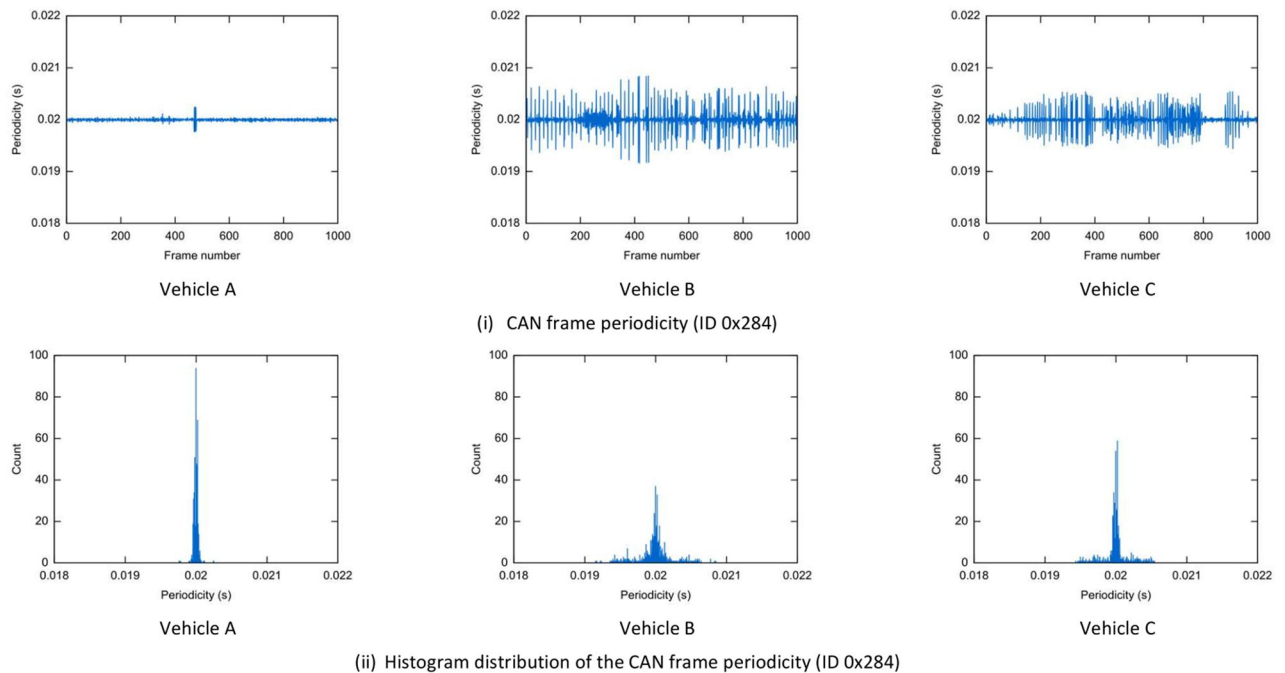 0.022
0.021
0.02
0.019
0.018
Periodicity (s)
0 200 400 600 800 1000
Frame number
Vehicle A
0.022
0.021
0.02
0.019
0.018
Periodicity (s)
0 200 400 600 800 1000
Frame number
Vehicle B
0.022
0.021
0.02
0.019
0.018
Periodicity (s)
0 200 400 600 800 1000
Frame number
Vehicle C
(i) CAN frame periodicity (ID 0x284)
100
80
60
40
20
0
Count
0.018 0.019 0.02 0.021 0.022
Periodicity (s)
Vehicle A
100
80
60
40
20
0
Count
0.018 0.019 0.02 0.021 0.022
Periodicity (s)
Vehicle B
100
80
60
40
20
0
Count
0.018 0.019 0.02 0.021 0.022
Periodicity (s)
Vehicle C
(ii) Histogram distribution of the CAN frame periodicity (ID 0x284)